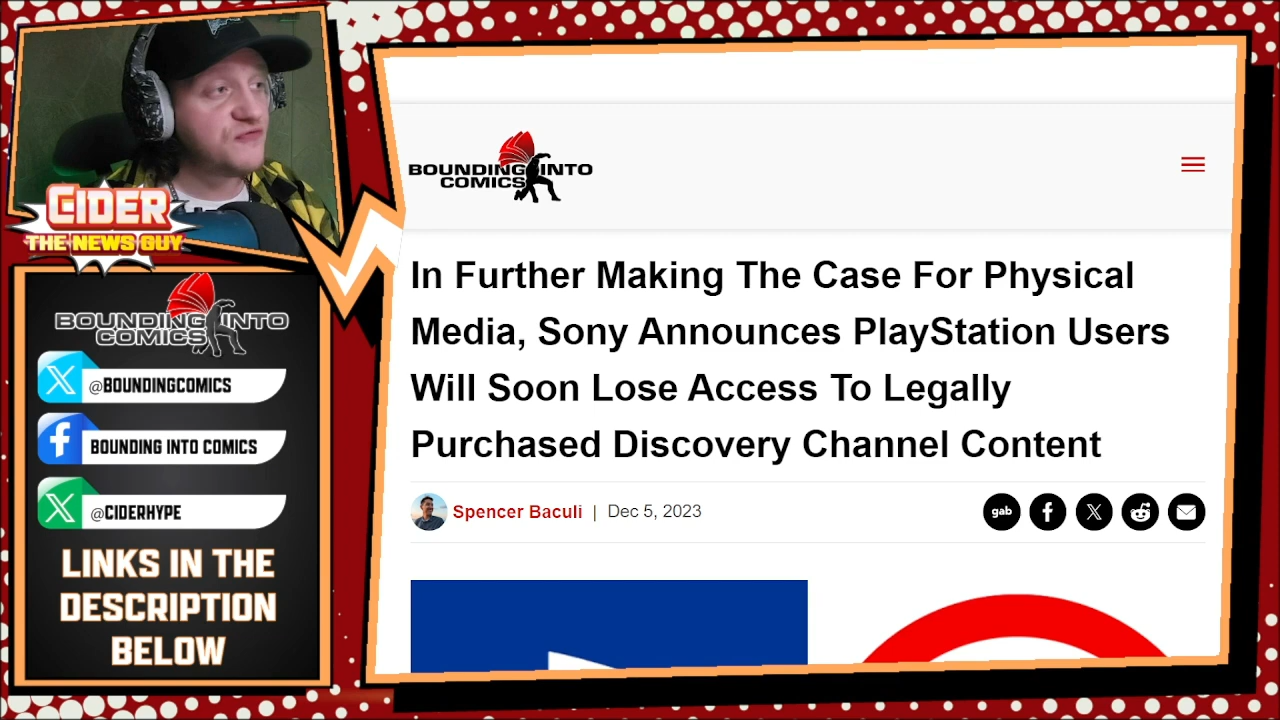 CIDER
THE NEWS GUY
BOUNDING INTO
COMICS
@BOUNDINGCOMICS
BOUNDING INTO COMICS
@CIDERHYPE
LINKS IN THE
DESCRIPTION
BELOW
BOUNDING INTO
COMICS
In Further Making The Case For Physical
Media, Sony Announces PlayStation Users
Will Soon Lose Access To Legally
Purchased Discovery Channel Content
Spencer Baculi | Dec 5, 2023
gab